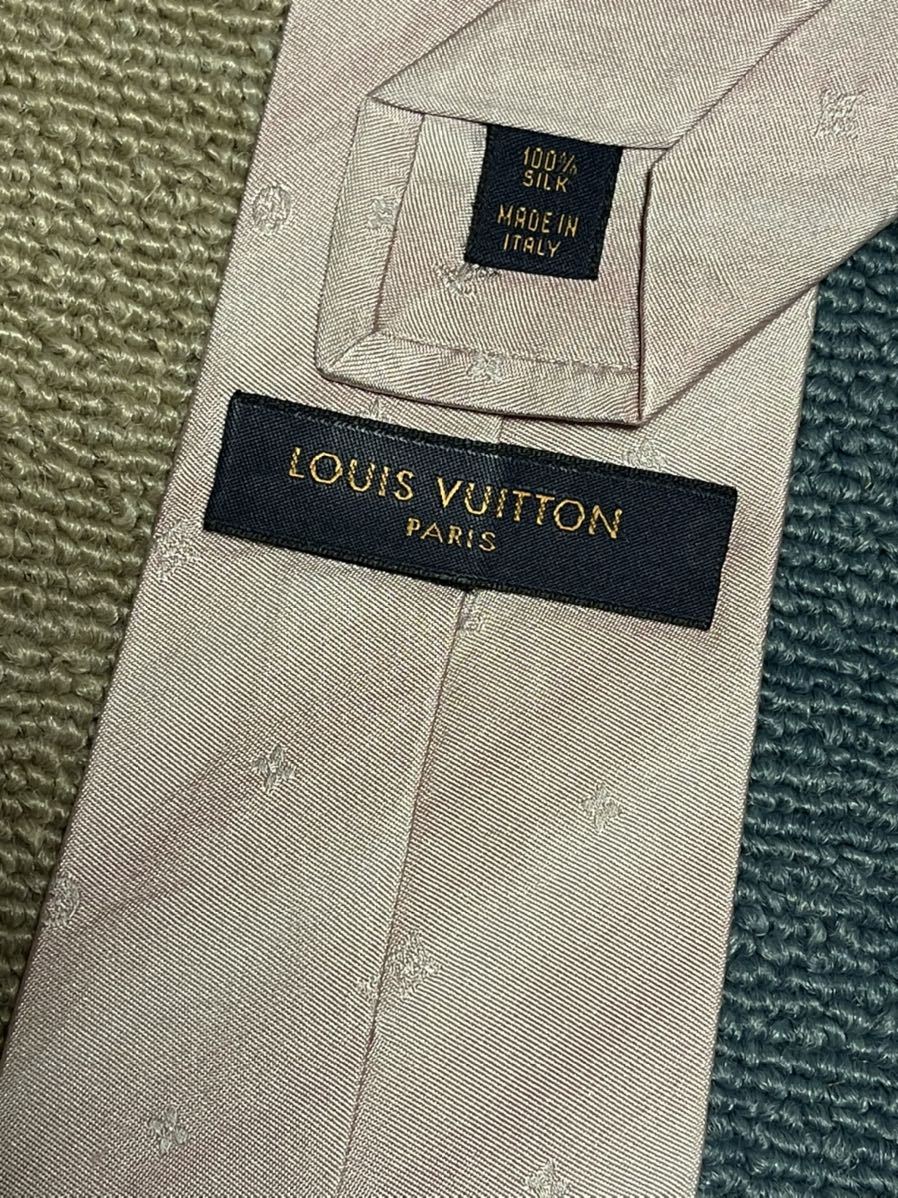 100%
SILK
MADE IN
ITALY
LOUIS VUITTON
PARIS